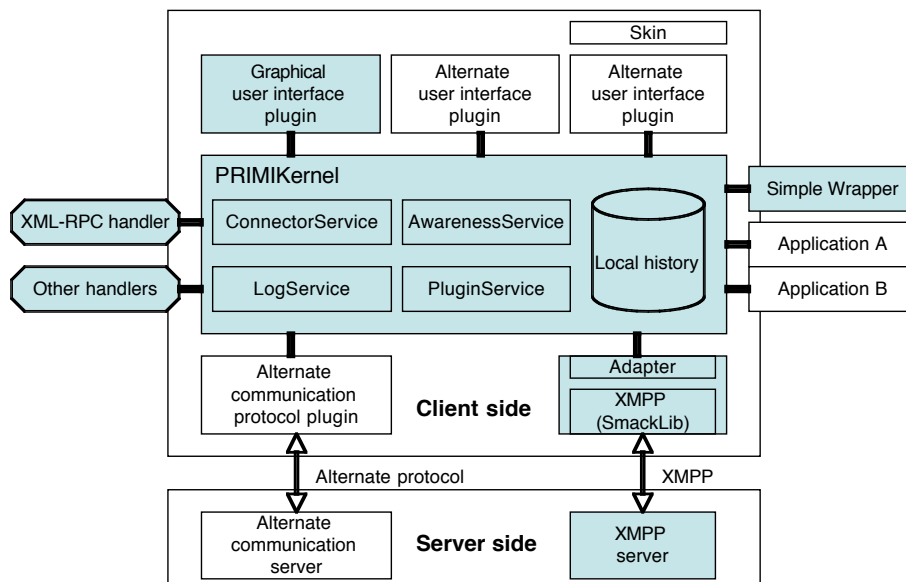 Skin
Graphical
user interface
plugin
Alternate
user interface
plugin
Alternate
user interface
plugin
PRIMIKernel
ConnectorService
AwarenessService
LogService
PluginService
Local history
XML-RPC handler
Other handlers
Simple Wrapper
Application A
Application B
Alternate
communication
protocol plugin
Client side
Adapter
XMPP
(SmackLib)
Alternate protocol
XMPP
Alternate
communication
server
Server side
XMPP
server